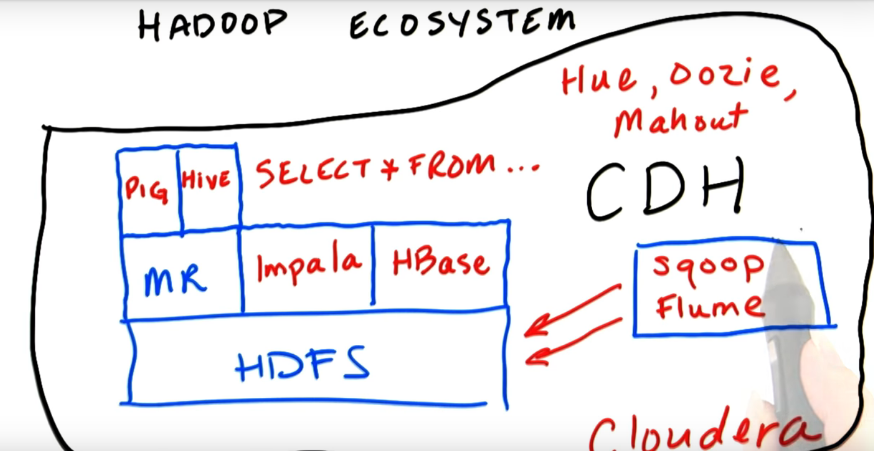 HADOOP ECOSYSTEM
Hue, Oozie,
Mahout
PIG HIVE SELECT * FROM ...
CDH
MR Impala HBase
Sqoop
Flume
HDFS
Cloudera